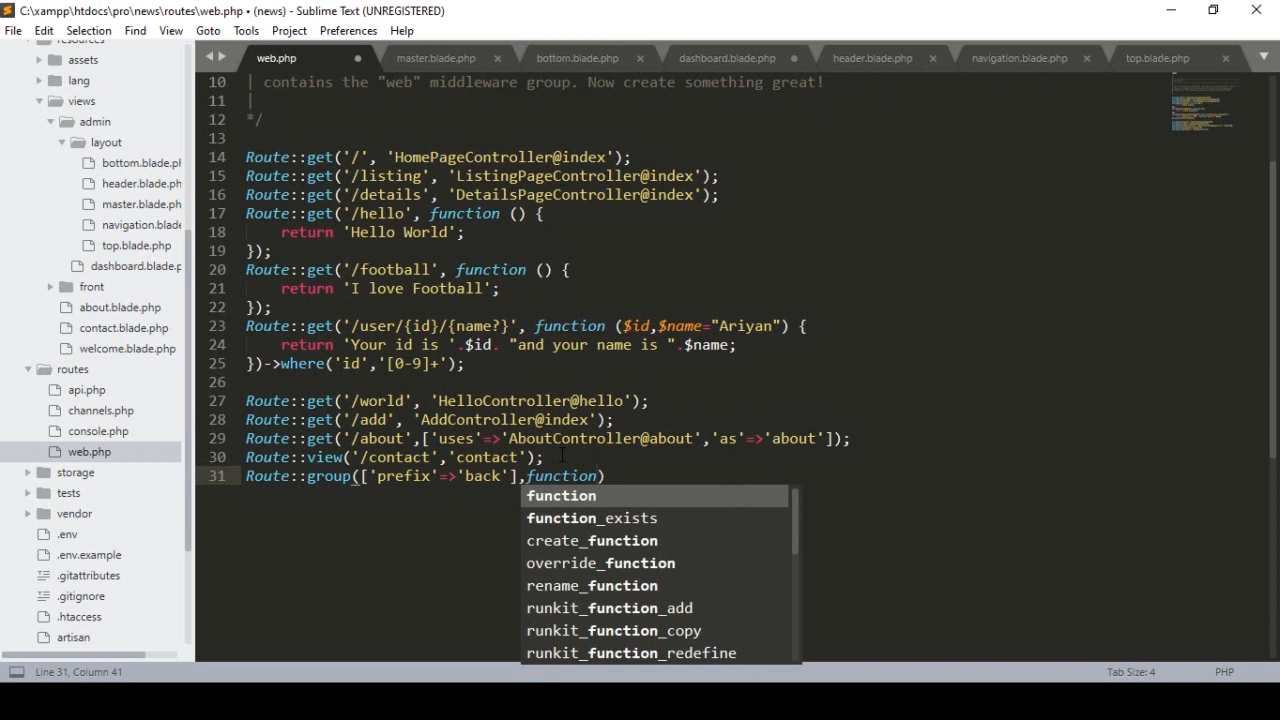 C:\xampp\htdocs\pro\news\routes\web.php • (news) - Sublime Text (UNREGISTERED)
File Edit Selection Find View Goto Tools Project Preferences Help
resources
assets
lang
views
admin
layout
bottom.blade.ph
header.blade.ph
master.blade.ph
navigation.blade
top.blade.php
dashboard.blade.p
front
about.blade.php
contact.blade.php
welcome.blade.php
routes
api.php
channels.php
console.php
web.php
storage
tests
vendor
.env
.env.example
.gitattributes
.gitignore
.htaccess
artisan
web.php master.blade.php bottom.blade.php dashboard.blade.php header.blade.php navigation.blade.php top.blade.php
10 | contains the "web" middleware group. Now create something great!
11 |
12 */
13
14 Route::get('/', 'HomePageController@index');
15 Route::get('/listing', 'ListingPageController@index');
16 Route::get('/details', 'DetailsPageController@index');
17 Route::get('/hello', function () {
18 return 'Hello World';
19 });
20 Route::get('/football', function () {
21 return 'I love Football';
22 });
23 Route::get('/user/{id}/{name?}', function ($id,$name="Ariyan") {
24 return 'Your id is '.$id. "and your name is ".$name;
25 })->where('id','[0-9]+');
26
27 Route::get('/world', 'HelloController@hello');
28 Route::get('/add', 'AddController@index');
29 Route::get('/about',['uses'=>'AboutController@about','as'=>'about']);
30 Route::view('/contact','contact');
31 Route::group(['prefix'=>'back'],function)
function
function_exists
create_function
override_function
rename_function
runkit_function_add
runkit_function_copy
runkit_function_redefine
Line 31, Column 41 Tab Size: 4 PHP